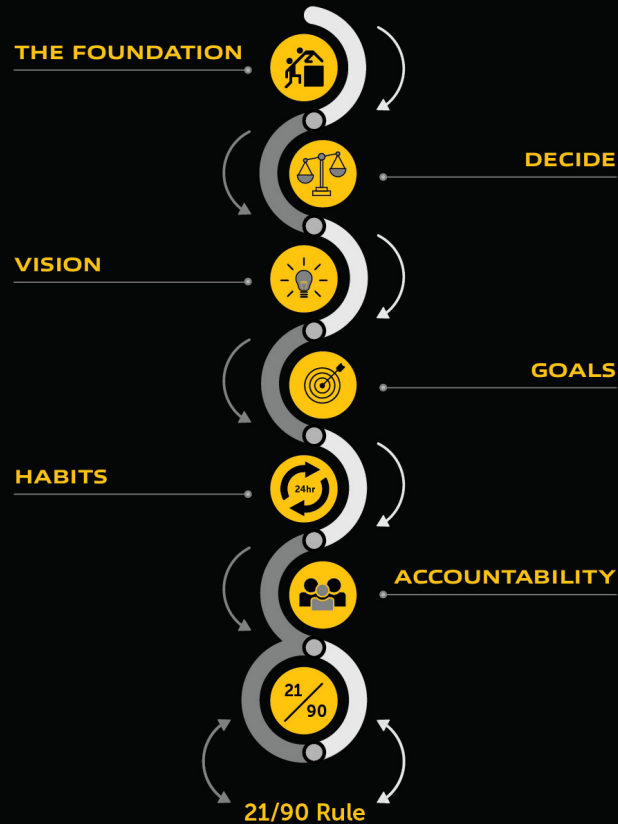 THE FOUNDATION
DECIDE
VISION
GOALS
HABITS
24hr
ACCOUNTABILITY
21
90
21/90 Rule